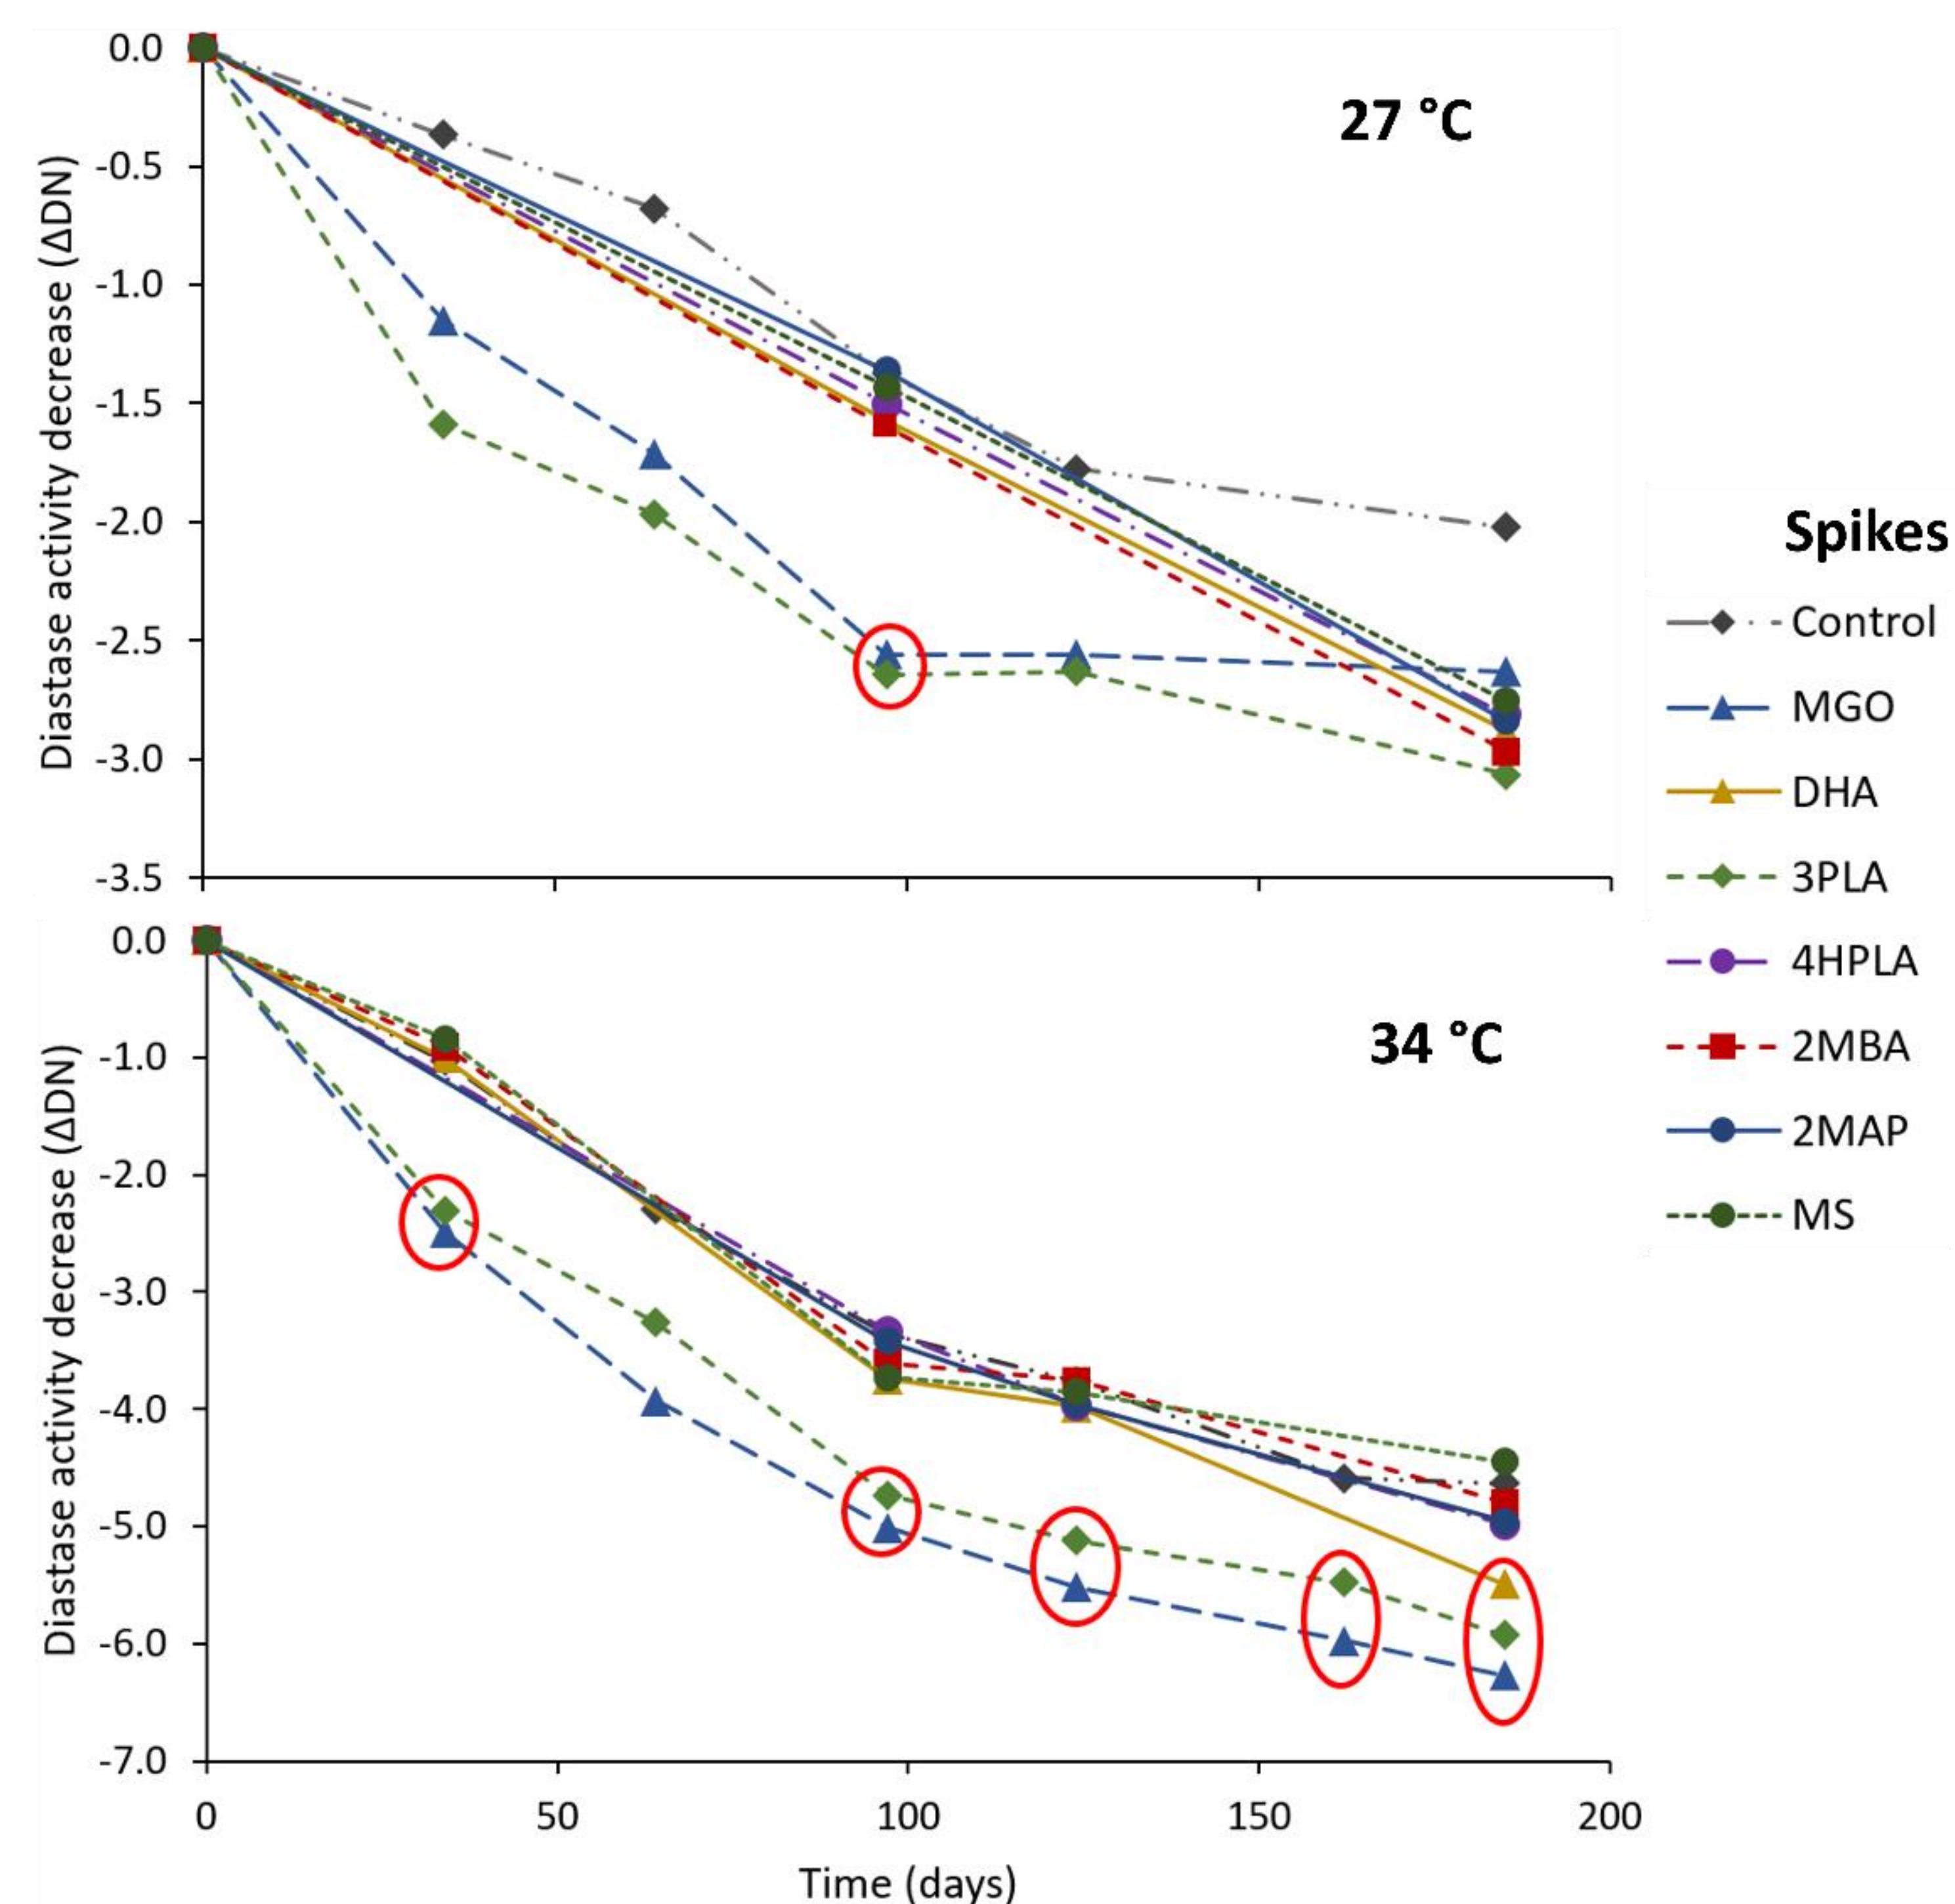 0.0
-0.5
-1.0
-1.5
-2.0
-2.5
-3.0
-3.5
Diastase activity decrease (ΔDN)
27 °C
0.0
-1.0
-2.0
-3.0
-4.0
-5.0
-6.0
-7.0
Diastase activity decrease (ΔDN)
34 °C
0 50 100 150 200
Time (days)
Spikes
Control
MGO
DHA
3PLA
4HPLA
2MBA
2MAP
MS